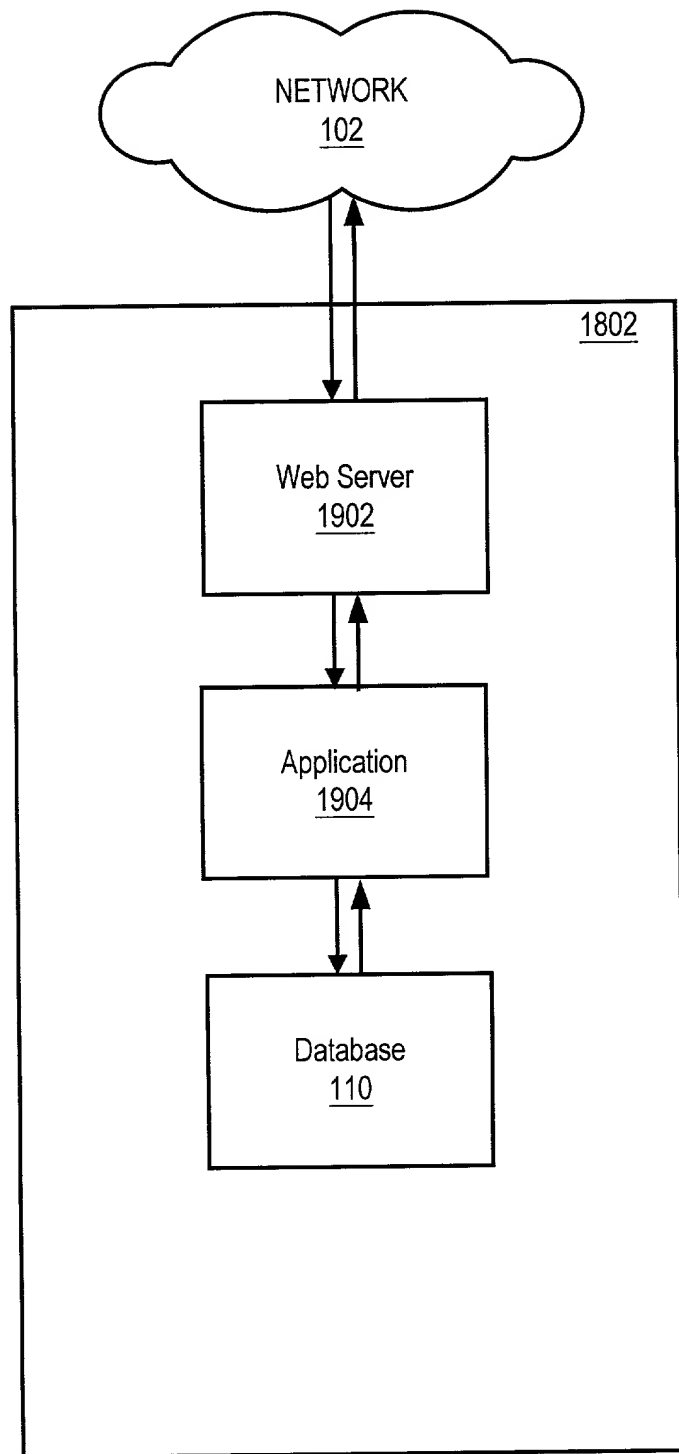 NETWORK
102
1802
Web Server
1902
Application
1904
Database
110